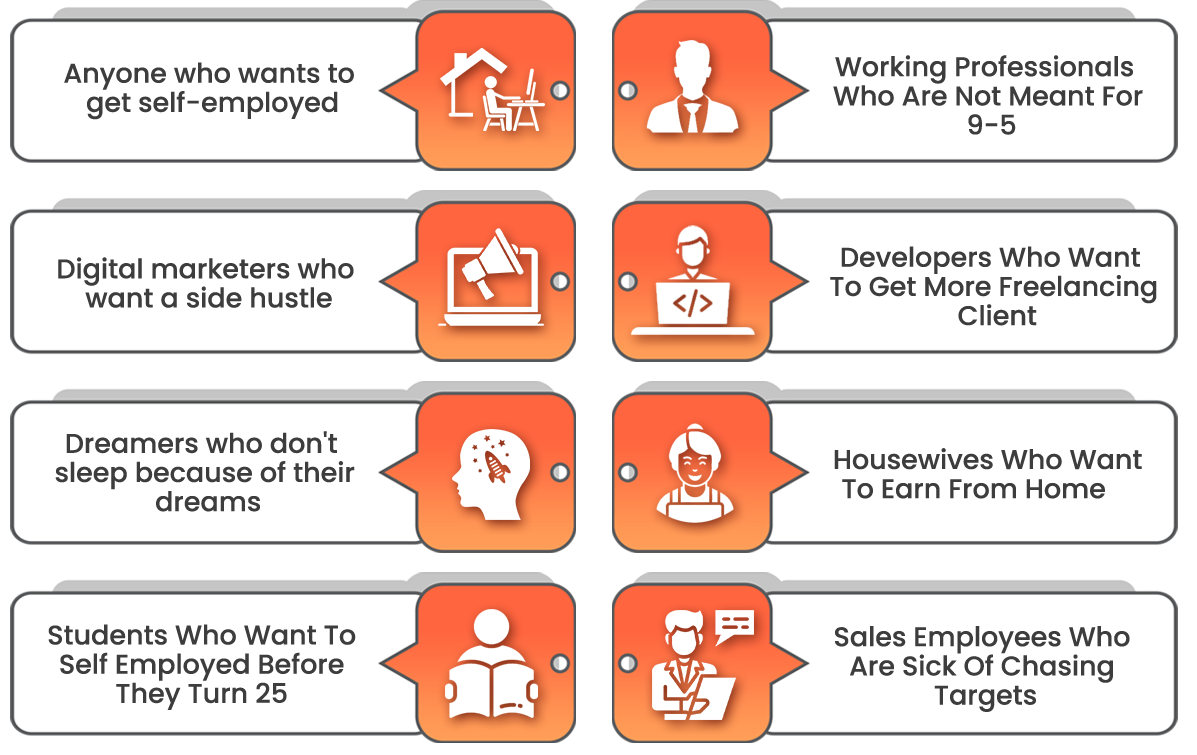 Anyone who wants to
get self-employed
Working Professionals
Who Are Not Meant For
9-5
Digital marketers who
want a side hustle
Developers Who Want
To Get More Freelancing
Client
</>
Dreamers who don't
sleep because of their
dreams
Housewives Who Want
To Earn From Home
Students Who Want To
Self Employed Before
They Turn 25
Sales Employees Who
Are Sick Of Chasing
Targets